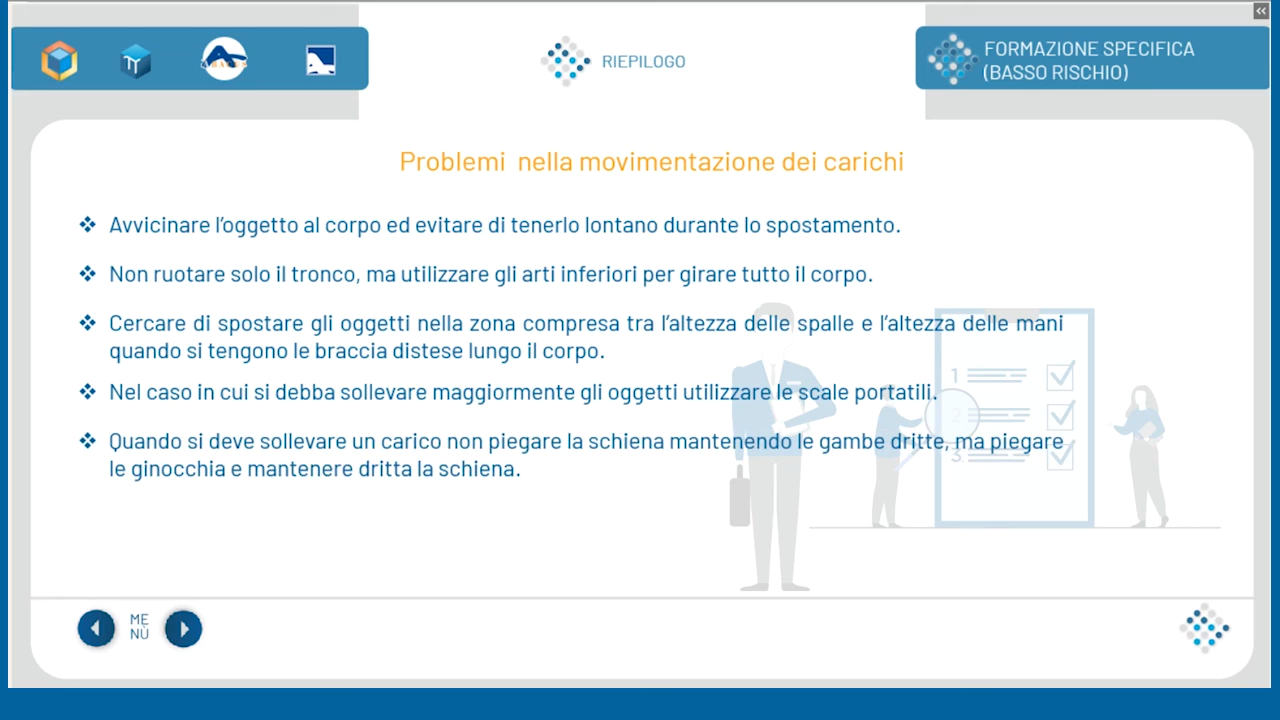 RIEPILOGO
FORMAZIONE SPECIFICA
(BASSO RISCHIO)
Problemi nella movimentazione dei carichi
❖ Avvicinare l’oggetto al corpo ed evitare di tenerlo lontano durante lo spostamento.
❖ Non ruotare solo il tronco, ma utilizzare gli arti inferiori per girare tutto il corpo.
❖ Cercare di spostare gli oggetti nella zona compresa tra l’altezza delle spalle e l’altezza delle mani
quando si tengono le braccia distese lungo il corpo.
❖ Nel caso in cui si debba sollevare maggiormente gli oggetti utilizzare le scale portatili.
❖ Quando si deve sollevare un carico non piegare la schiena mantenendo le gambe dritte, ma piegare
le ginocchia e mantenere dritta la schiena.
1
2
3
ME
NÙ